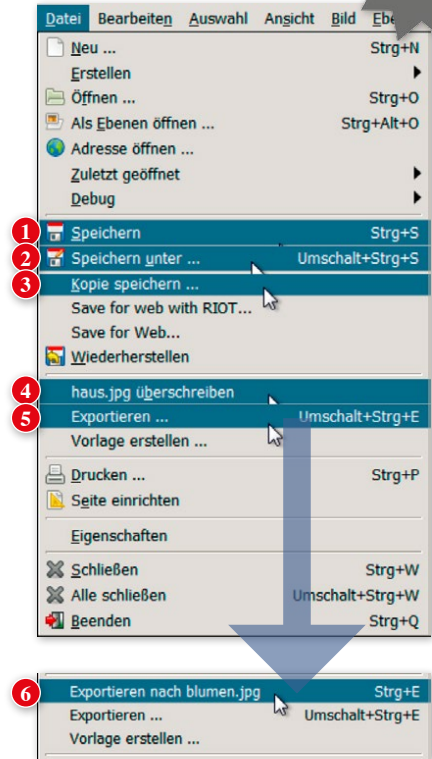 Datei Bearbeiten Auswahl Ansicht Bild Ebe
Neu ... Strg+N
Erstellen
Öffnen ... Strg+O
Als Ebenen öffnen ... Strg+Alt+O
Adresse öffnen ...
Zuletzt geöffnet
Debug
1 Speichern Strg+S
2 Speichern unter ... Umschalt+Strg+S
3 Kopie speichern ...
Save for web with RIOT...
Save for Web...
Wiederherstellen
4 haus.jpg überschreiben
5 Exportieren ... Umschalt+Strg+E
Vorlage erstellen ...
Drucken ... Strg+P
Seite einrichten
Eigenschaften
Schließen Strg+W
Alle schließen Umschalt+Strg+W
Beenden Strg+Q
6 Exportieren nach blumen.jpg Strg+E
Exportieren ... Umschalt+Strg+E
Vorlage erstellen ...